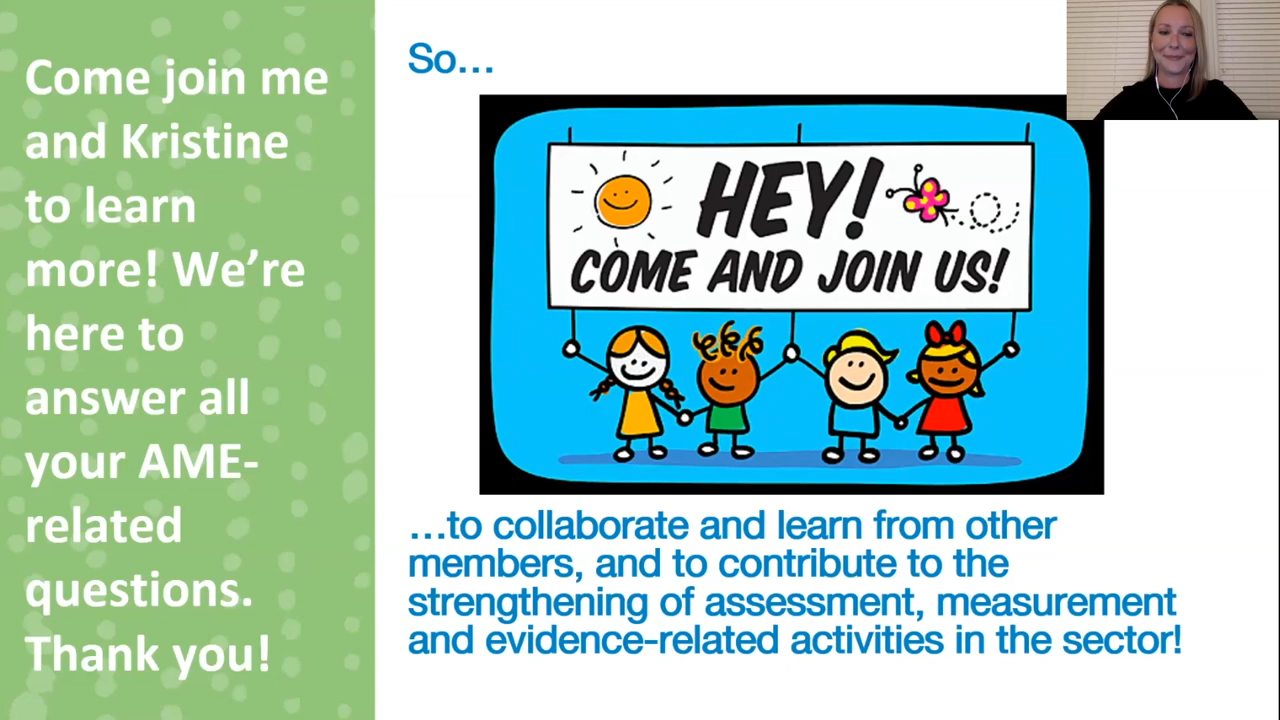 Come join me
and Kristine
to learn
more! We’re
here to
answer all
your AME-
related
questions.
Thank you!
So…
HEY!
COME AND JOIN US!
…to collaborate and learn from other
members, and to contribute to the
strengthening of assessment, measurement
and evidence-related activities in the sector!